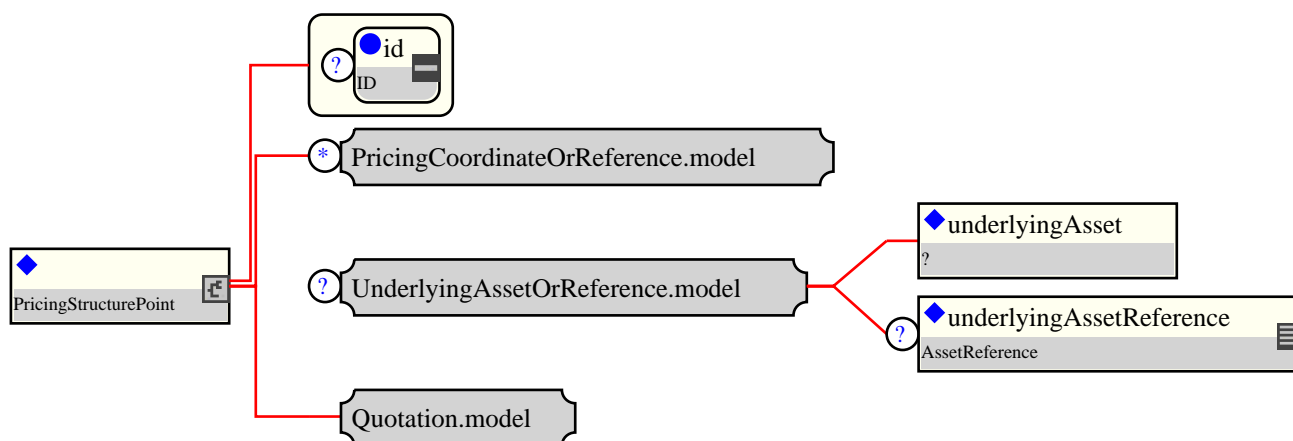 id
?
ID
* PricingCoordinateOrReference.model
underlyingAsset
?
PricingStructurePoint
? UnderlyingAssetOrReference.model
underlyingAssetReference
?
AssetReference
Quotation.model